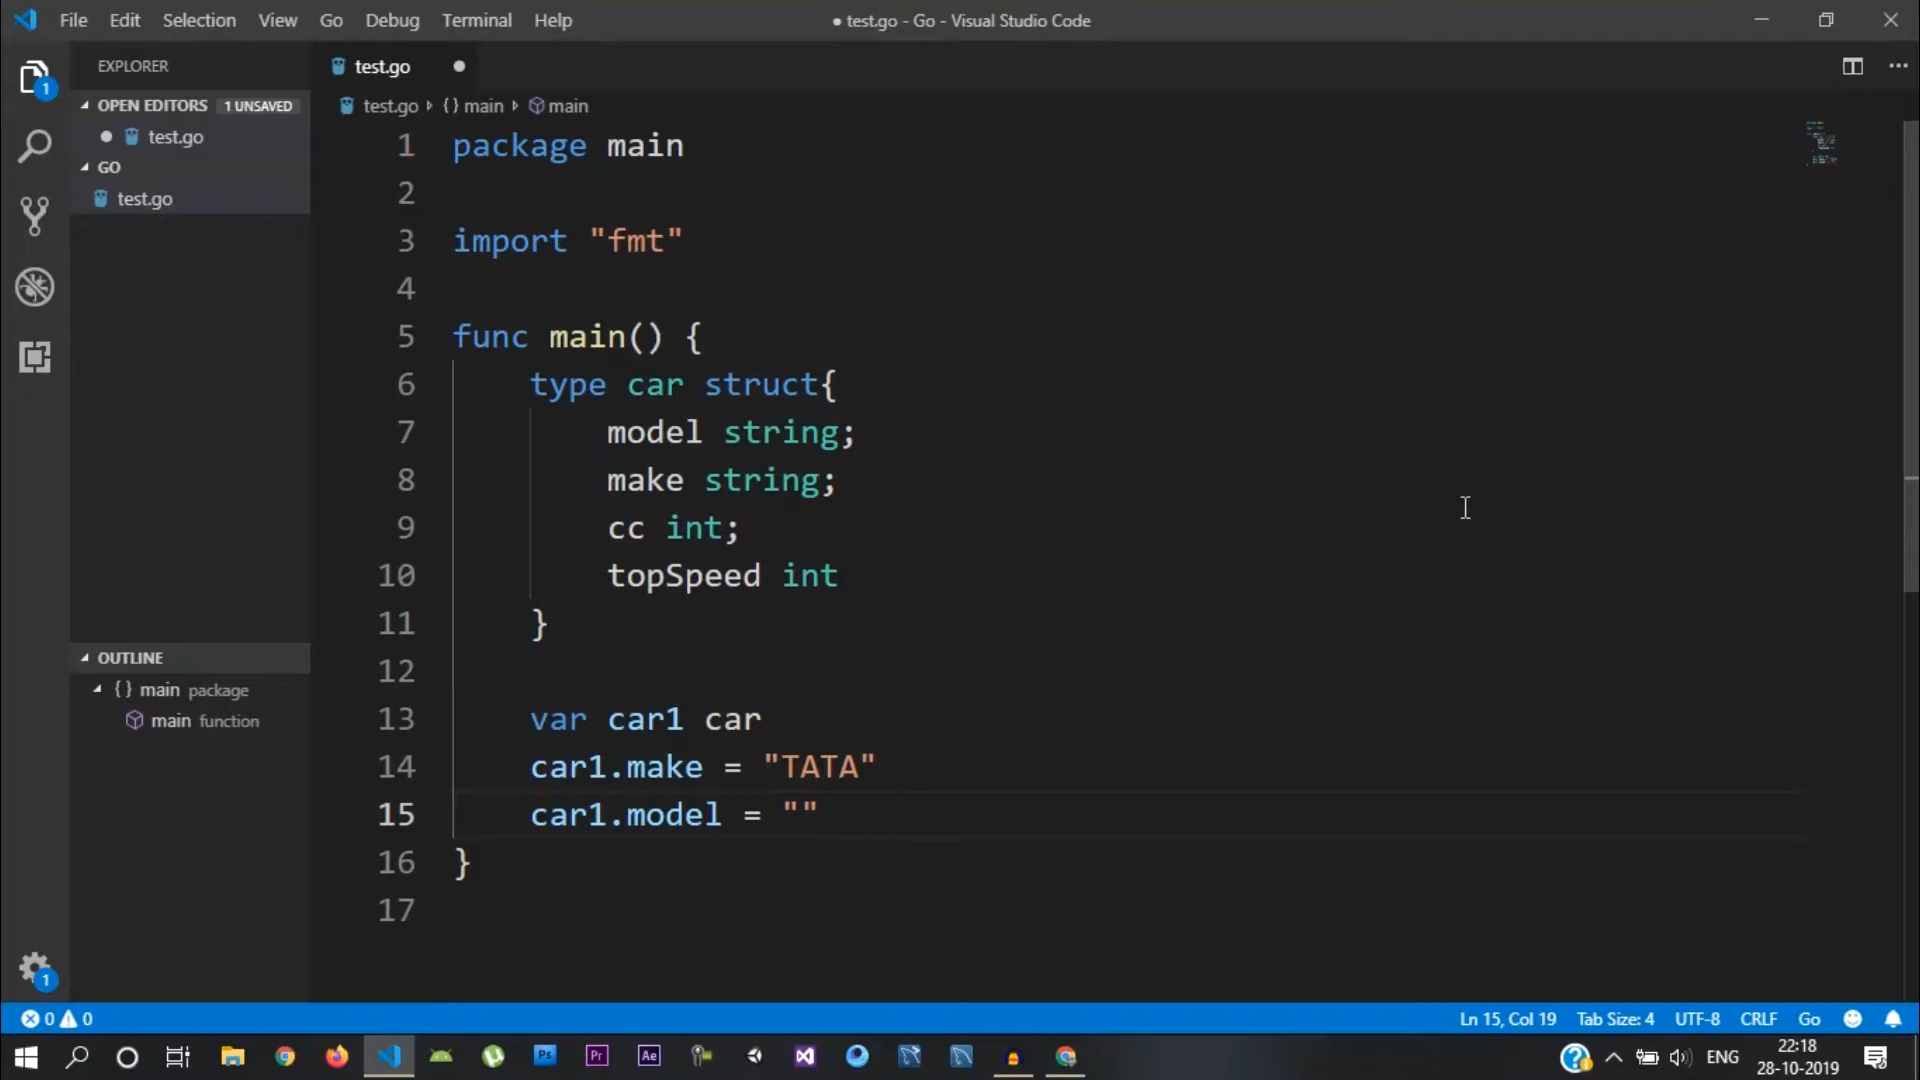 File Edit Selection View Go Debug Terminal Help
● test.go - Go - Visual Studio Code
EXPLORER
OPEN EDITORS 1 UNSAVED
test.go
GO
test.go
OUTLINE
{} main package
main function
test.go
test.go {} main main
1 package main
2
3 import "fmt"
4
5 func main() {
6 type car struct{
7 model string;
8 make string;
9 cc int;
10 topSpeed int
11 }
12
13 var car1 car
14 car1.make = "TATA"
15 car1.model = ""
16 }
17
1
1
0 0
Ln 15, Col 19 Tab Size: 4 UTF-8 CRLF Go
Ps Pr Ae
ENG
22:18
28-10-2019